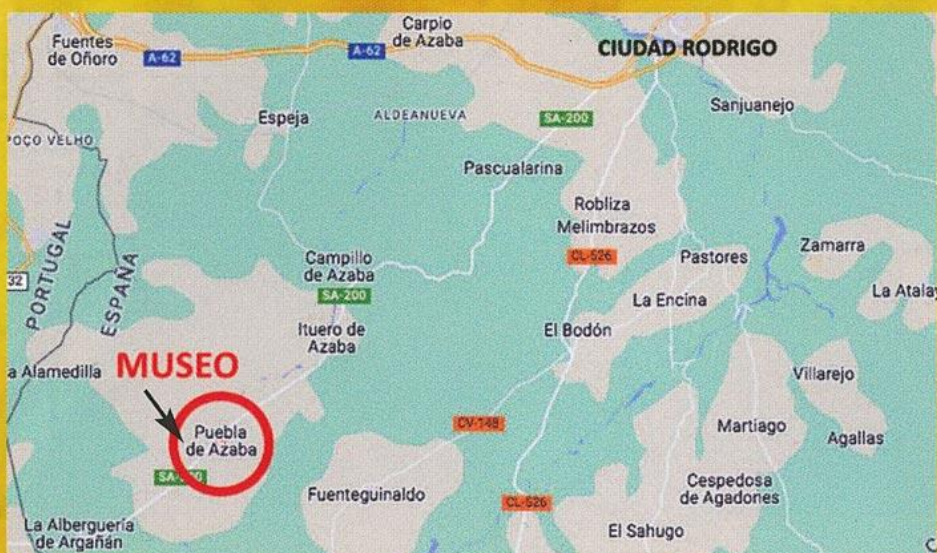 Fuentes
de Oñoro
A-62
Carpio
de Azaba
A-62
CIUDAD RODRIGO
Espeja
ALDEANUEVA
SA-200
Sanjuanejo
POÇO VELHO
Pascualarina
Robliza
Melimbrazos
PORTUGAL
ESPAÑA
Campillo
de Azaba
CL-526
Pastores
Zamarra
32
SA-200
La Encina
La Atalay
Ituero de
Azaba
El Bodón
a Alamedilla
MUSEO
Villarejo
Puebla
de Azaba
CV-148
Martiago
Agallas
Fuenteguinaldo
CL-526
Cespedosa
de Agadones
La Alberguería
de Argañán
El Sahugo
C